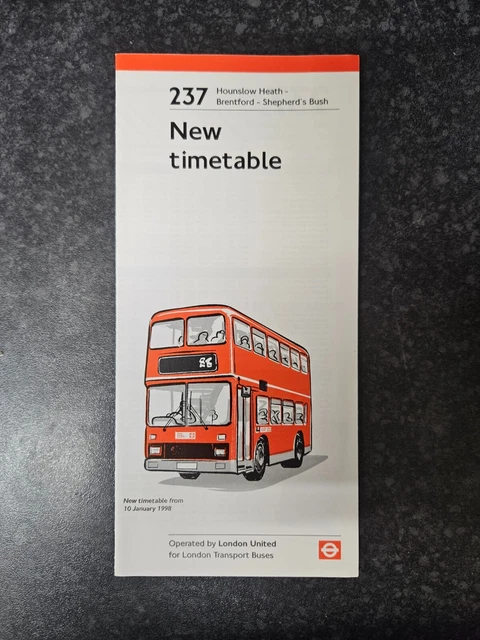 237 Hounslow Heath -
Brentford - Shepherd's Bush
New
timetable
New timetable from
10 January 1998
Operated by London United
for London Transport Buses